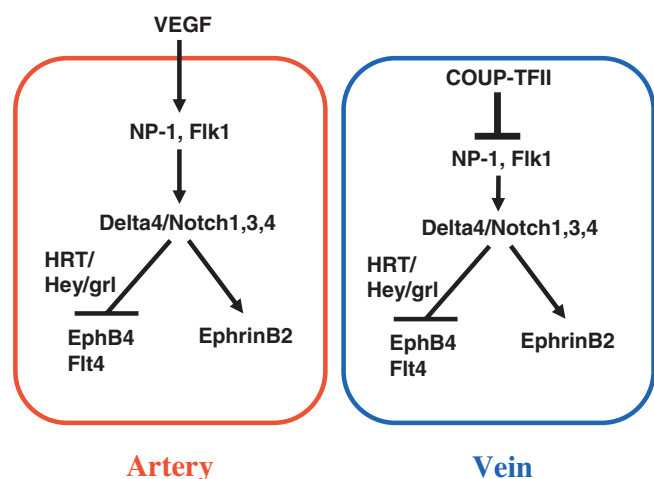 VEGF
NP-1, Flk1
Delta4/Notch1,3,4
HRT/
Hey/grl
EphB4
Flt4
EphrinB2
Artery
COUP-TFII
NP-1, Flk1
Delta4/Notch1,3,4
HRT/
Hey/grl
EphB4
Flt4
EphrinB2
Vein